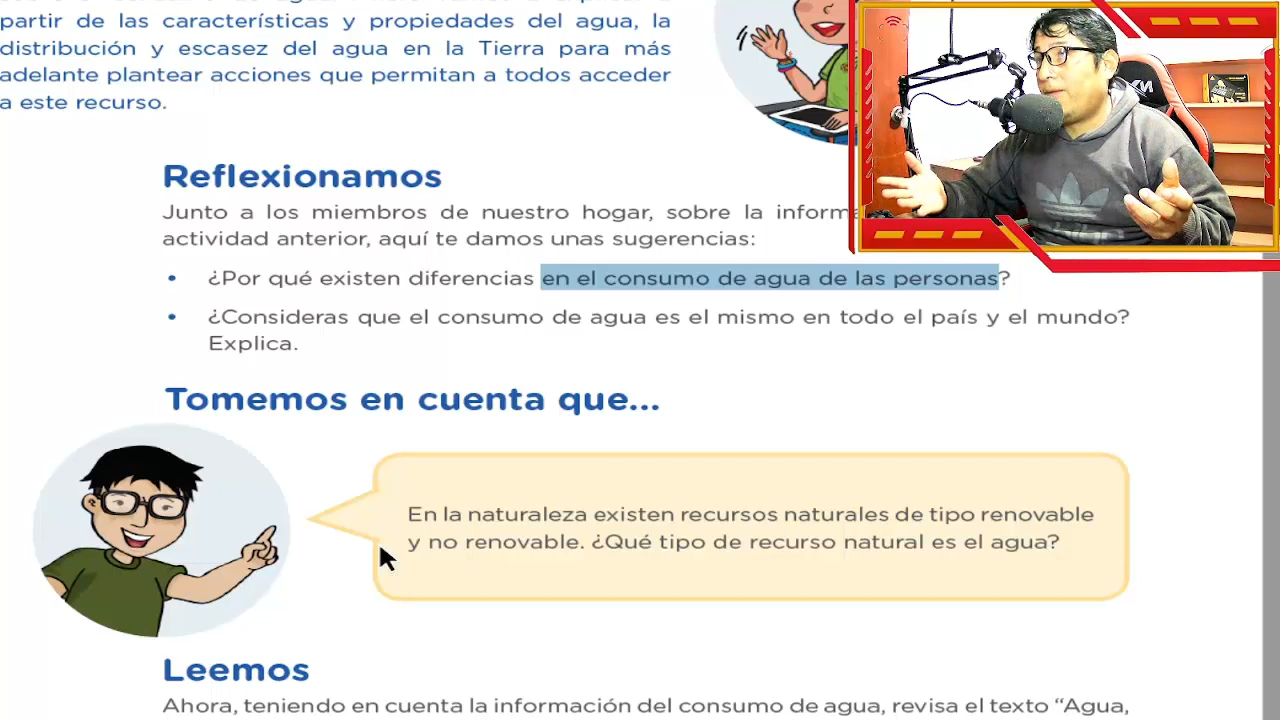 partir de las características y propiedades del agua, la
distribución y escasez del agua en la Tierra para más
adelante plantear acciones que permitan a todos acceder
a este recurso.
Reflexionamos
Junto a los miembros de nuestro hogar, sobre la
actividad anterior, aquí te damos unas sugerencias:
• ¿Por qué existen diferencias en el consumo de agua de las personas?
• ¿Consideras que el consumo de agua es el mismo en todo el país y el mundo?
Explica.
Tomemos en cuenta que...
En la naturaleza existen recursos naturales de tipo renovable
y no renovable. ¿Qué tipo de recurso natural es el agua?
Leemos
Ahora, teniendo en cuenta la información del consumo de agua, revisa el texto “Agua,